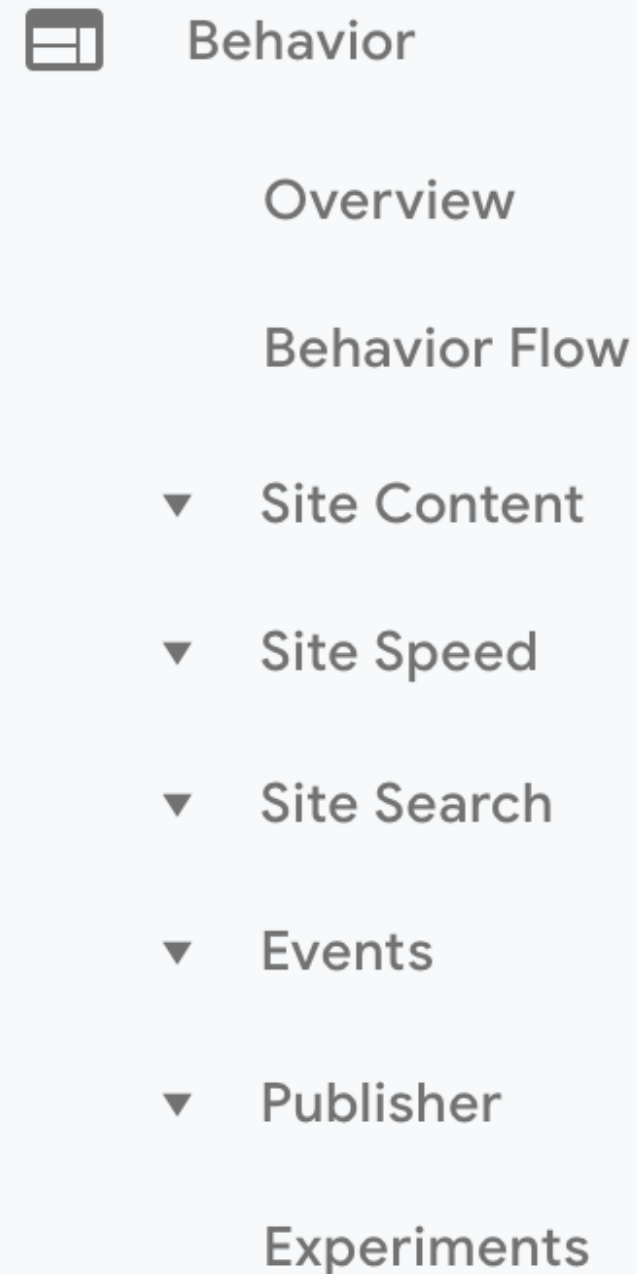 Behavior
Overview
Behavior Flow
Site Content
Site Speed
Site Search
Events
Publisher
Experiments